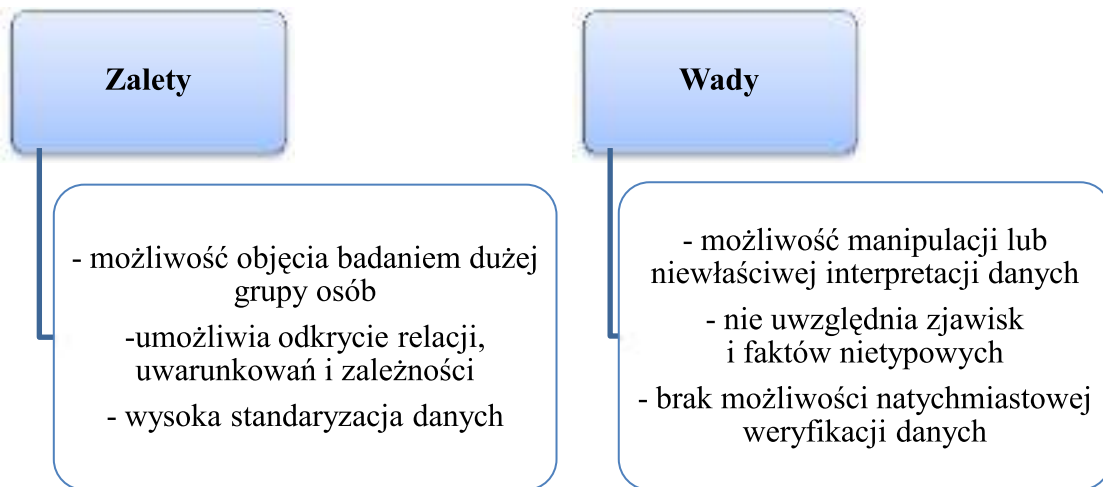 Zalety
- możliwość objęcia badaniem dużej
grupy osób
-umożliwia odkrycie relacji,
uwarunkowań i zależności
- wysoka standaryzacja danych
Wady
- możliwość manipulacji lub
niewłaściwej interpretacji danych
- nie uwzględnia zjawisk
i faktów nietypowych
- brak możliwości natychmiastowej
weryfikacji danych